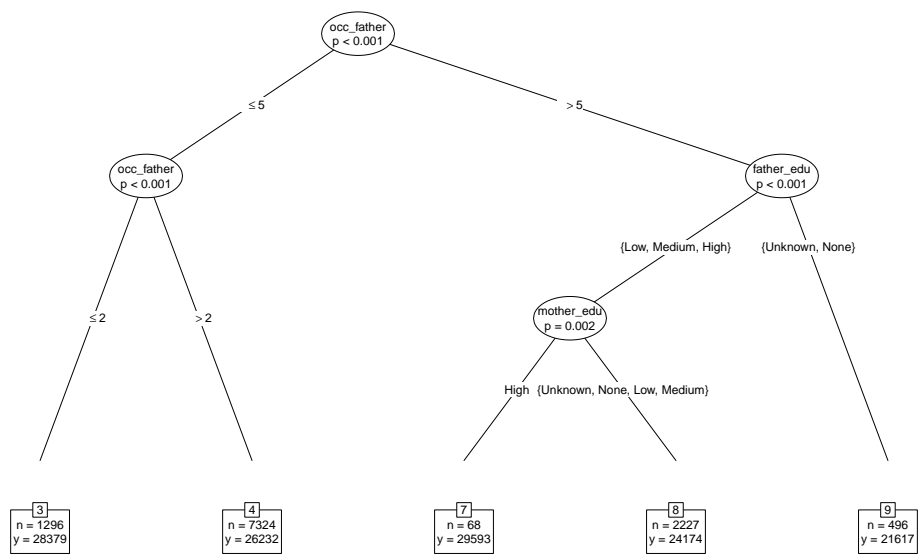 occ_father
p < 0.001
≤ 5
> 5
occ_father
p < 0.001
father_edu
p < 0.001
{Low, Medium, High}
{Unknown, None}
≤ 2
> 2
mother_edu
p = 0.002
High
{Unknown, None, Low, Medium}
3
n = 1296
y = 28379
4
n = 7324
y = 26232
7
n = 68
y = 29593
8
n = 2227
y = 24174
9
n = 496
y = 21617